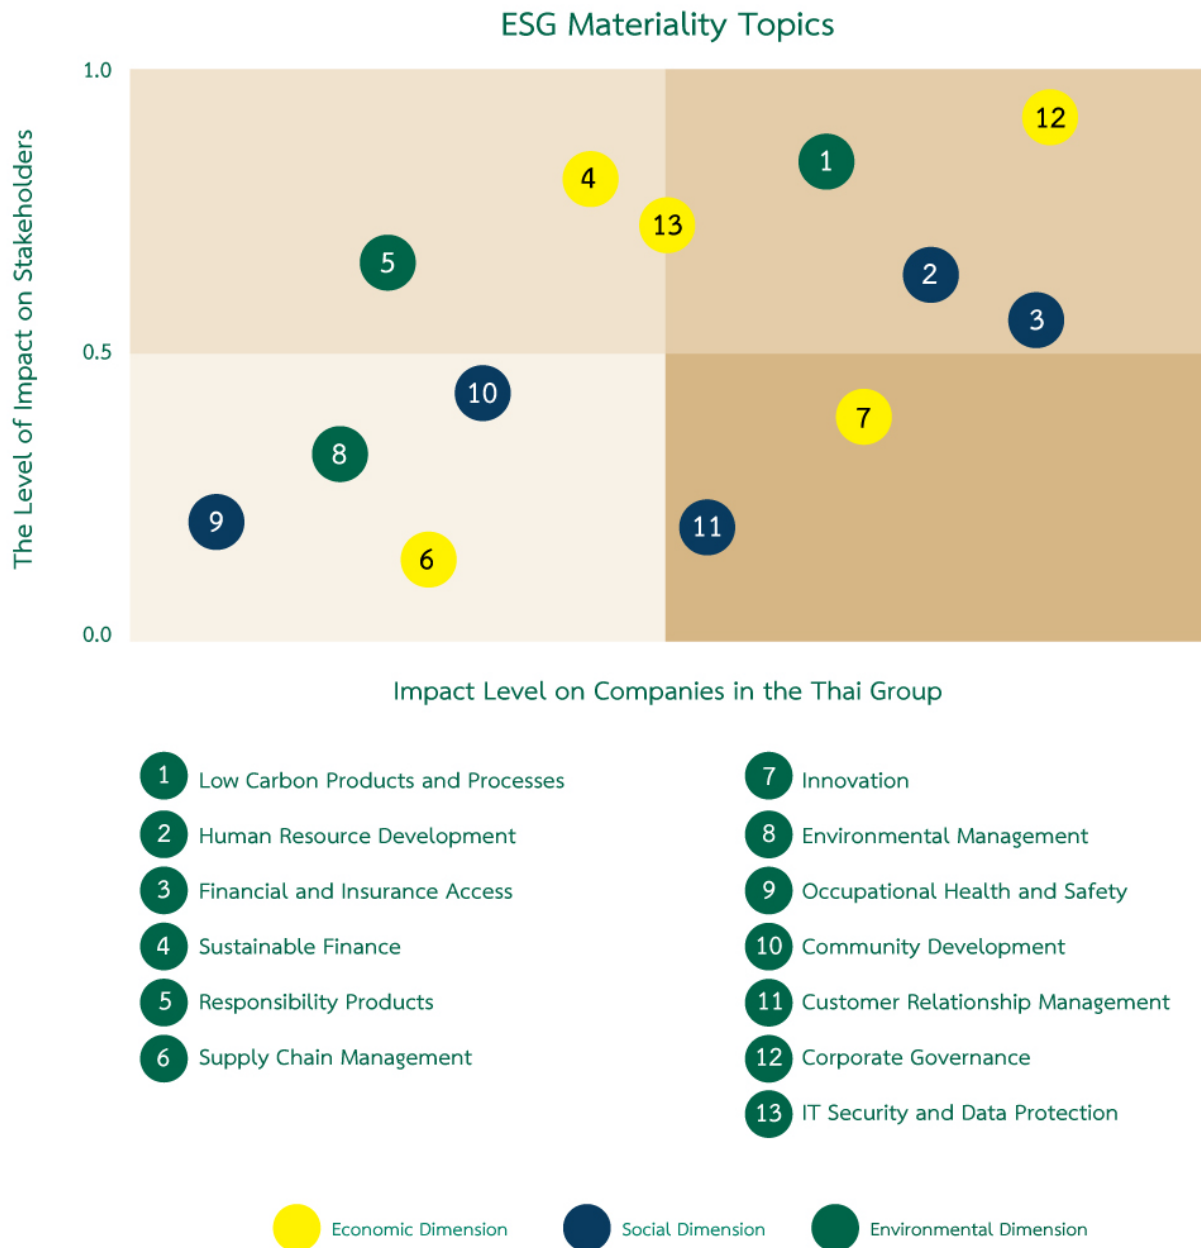 ESG Materiality Topics
The Level of Impact on Stakeholders
1.0
0.5
0.0
12
1
4
13
5
2
3
10
7
8
9
11
6
Impact Level on Companies in the Thai Group
1 Low Carbon Products and Processes
2 Human Resource Development
3 Financial and Insurance Access
4 Sustainable Finance
5 Responsibility Products
6 Supply Chain Management
7 Innovation
8 Environmental Management
9 Occupational Health and Safety
10 Community Development
11 Customer Relationship Management
12 Corporate Governance
13 IT Security and Data Protection
Economic Dimension
Social Dimension
Environmental Dimension